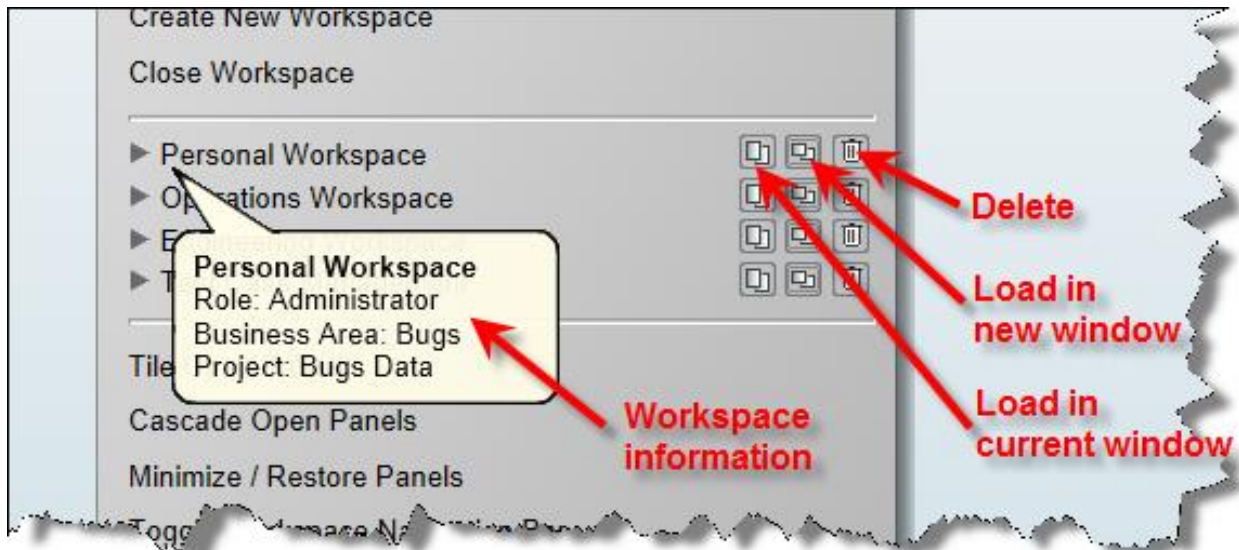 Create New Workspace
Close Workspace
Personal Workspace
Operations Workspace
Personal Workspace
Role: Administrator
Business Area: Bugs
Project: Bugs Data
Tile
Cascade Open Panels
Minimize / Restore Panels
Delete
Load in
new window
Load in
current window
Workspace
information